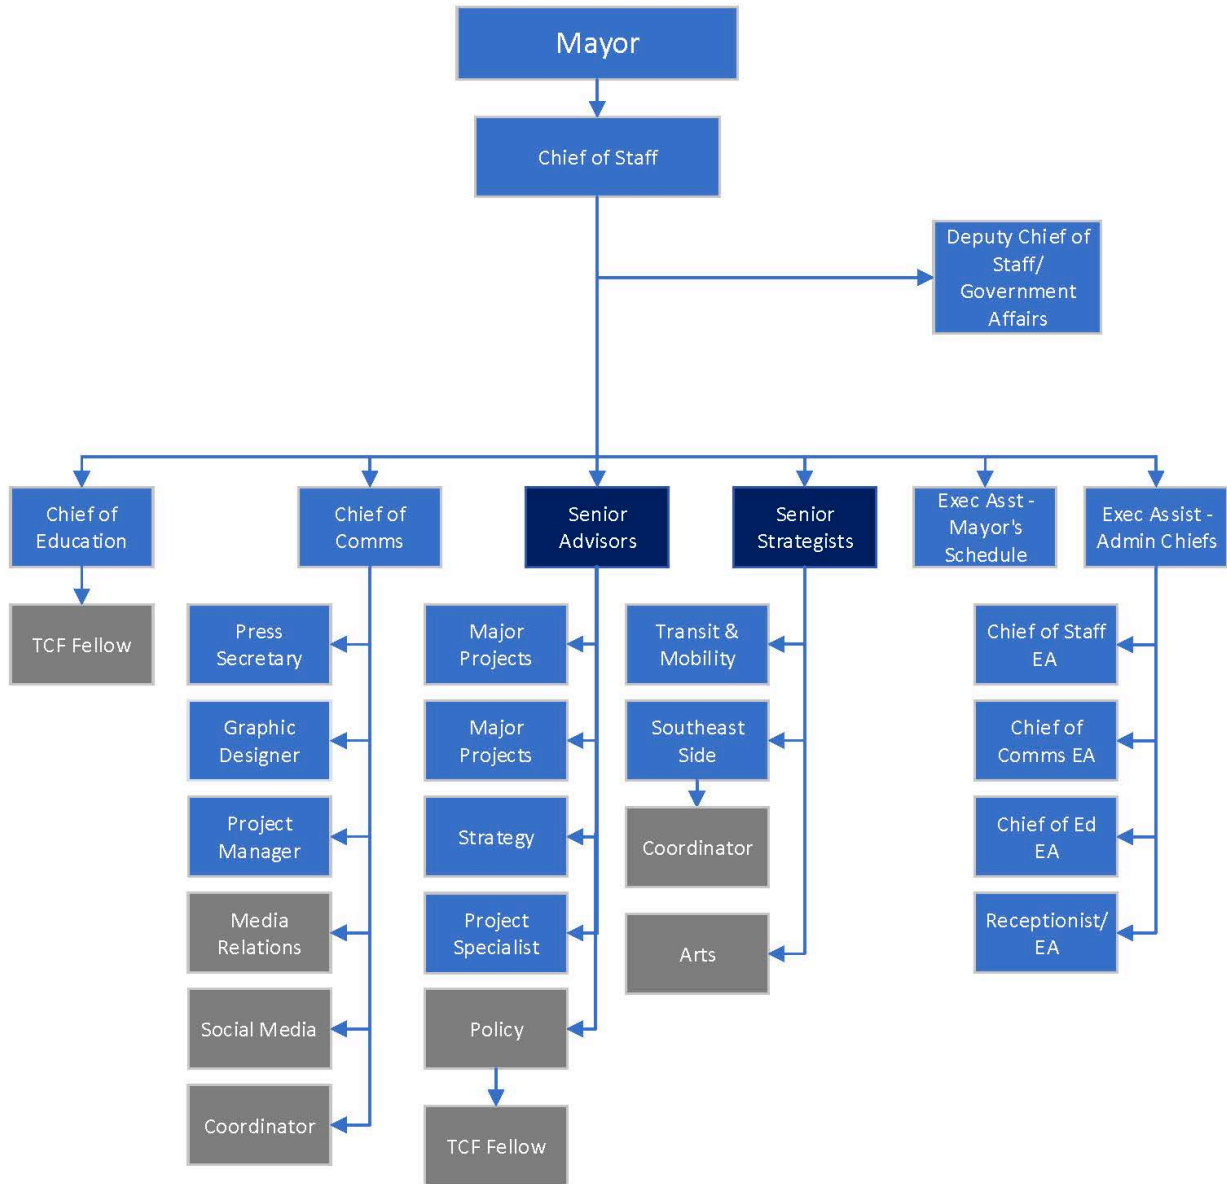 Mayor
Chief of Staff
Deputy Chief of
Staff/
Government
Affairs
Chief of
Education
Chief of
Comms
Senior
Advisors
Senior
Strategists
Exec Asst -
Mayor's
Schedule
Exec Assist -
Admin Chiefs
TCF Fellow
Press
Secretary
Graphic
Designer
Project
Manager
Media
Relations
Social Media
Coordinator
Major
Projects
Major
Projects
Strategy
Project
Specialist
Policy
TCF Fellow
Transit &
Mobility
Southeast
Side
Coordinator
Arts
Chief of Staff
EA
Chief of
Comms EA
Chief of Ed
EA
Receptionist/
EA